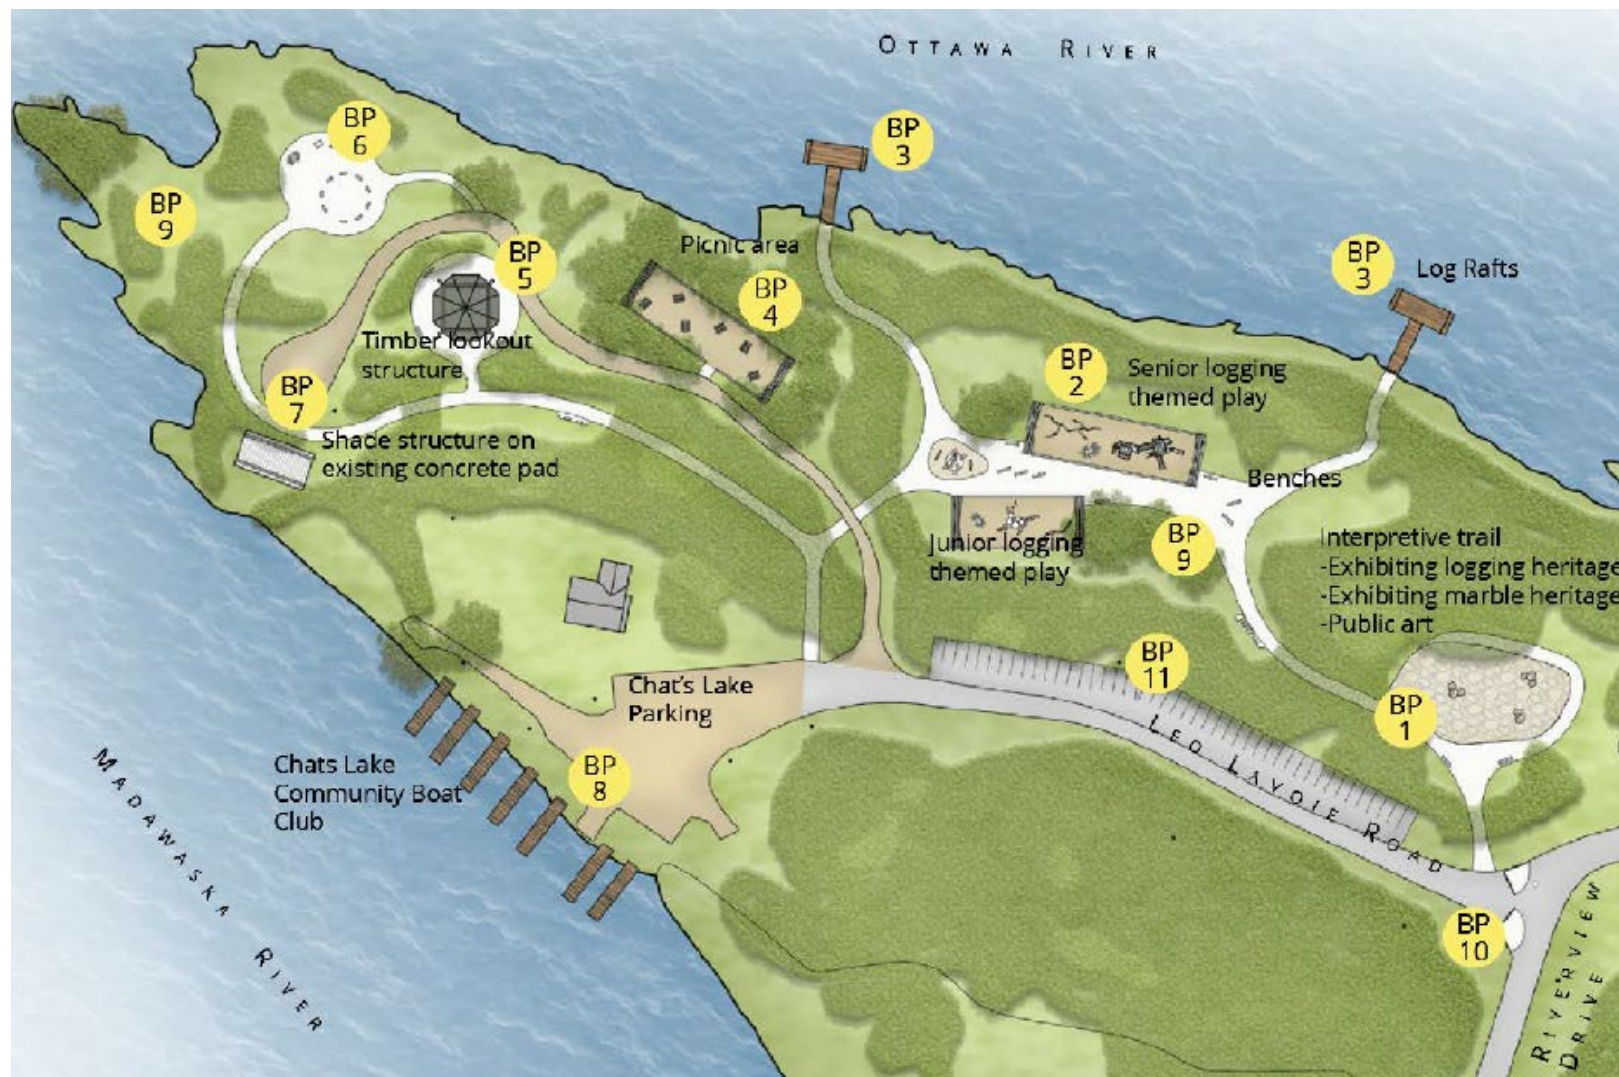 OTTAWA RIVER
BP
6
BP
3
BP
9
Picnic area
BP
5
BP
4
BP
3
Log Rafts
Timber lookout
structure
BP
2
Senior logging
themed play
BP
7
Shade structure on
existing concrete pad
Benches
Junior logging
themed play
BP
9
Interpretive trail
-Exhibiting logging heritage
-Exhibiting marble heritage
-Public art
BP
11
Chat's Lake
Parking
BP
1
LEO LAVOIE ROAD
Chats Lake
Community Boat
Club
BP
8
MADAWASKA RIVER
BP
10
RIVERVIEW
DRIVE